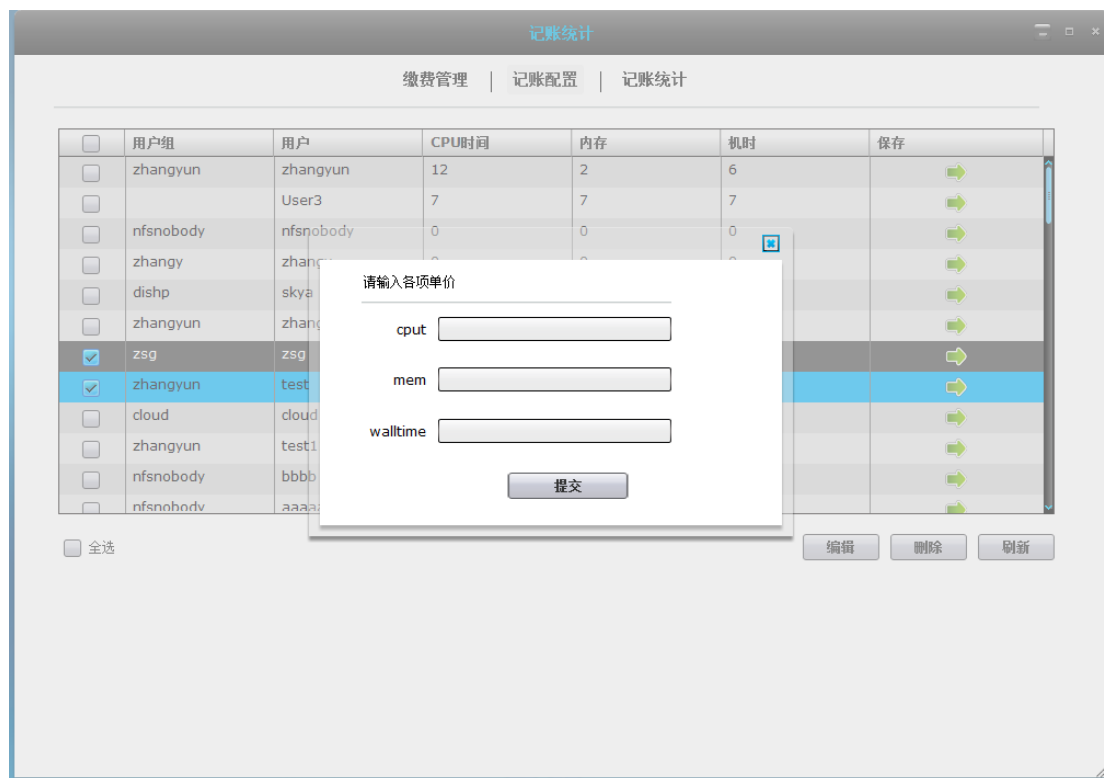 记账统计
缴费管理 | 记账配置 | 记账统计
用户组 用户 CPU时间 内存 机时 保存
zhangyun zhangyun 12 2 6
User3 7 7 7
nfsnobody nfsnobody 0 0 0
zhangy
dishp skya
zhangyun
zsg zsg
zhangyun test
cloud cloud
zhangyun test1
nfsnobody bbbb
nfsnobody
请输入各项单价
cput
mem
walltime
提交
全选 编辑 删除 刷新